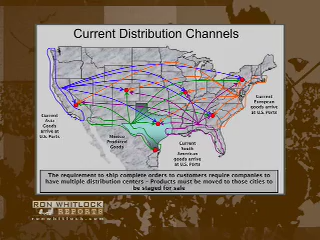 Current Distribution Channels
Current
Asia
Goods
arrive at
U.S. Ports
Mexico
Produced
Goods
Current
South
American
goods arrive
at U.S. Ports
Current
European
goods arrive
at U.S. Ports
The requirement to ship complete orders to customers require companies to
have multiple distribution centers – Products must be moved to those cities to
be staged for sale
RON WHITLOCK
REPORTS
ronwhitlock.com